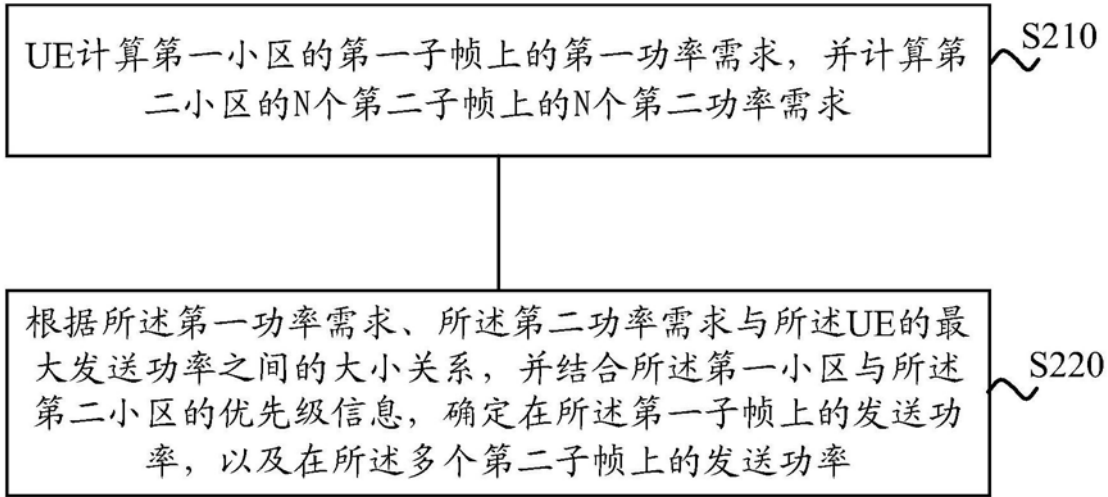 UE计算第一小区的第一子帧上的第一功率需求，并计算第
二小区的N个第二子帧上的N个第二功率需求
S210
根据所述第一功率需求、所述第二功率需求与所述UE的最
大发送功率之间的大小关系，并结合所述第一小区与所述
第二小区的优先级信息，确定在所述第一子帧上的发送功
率，以及在所述多个第二子帧上的发送功率
S220